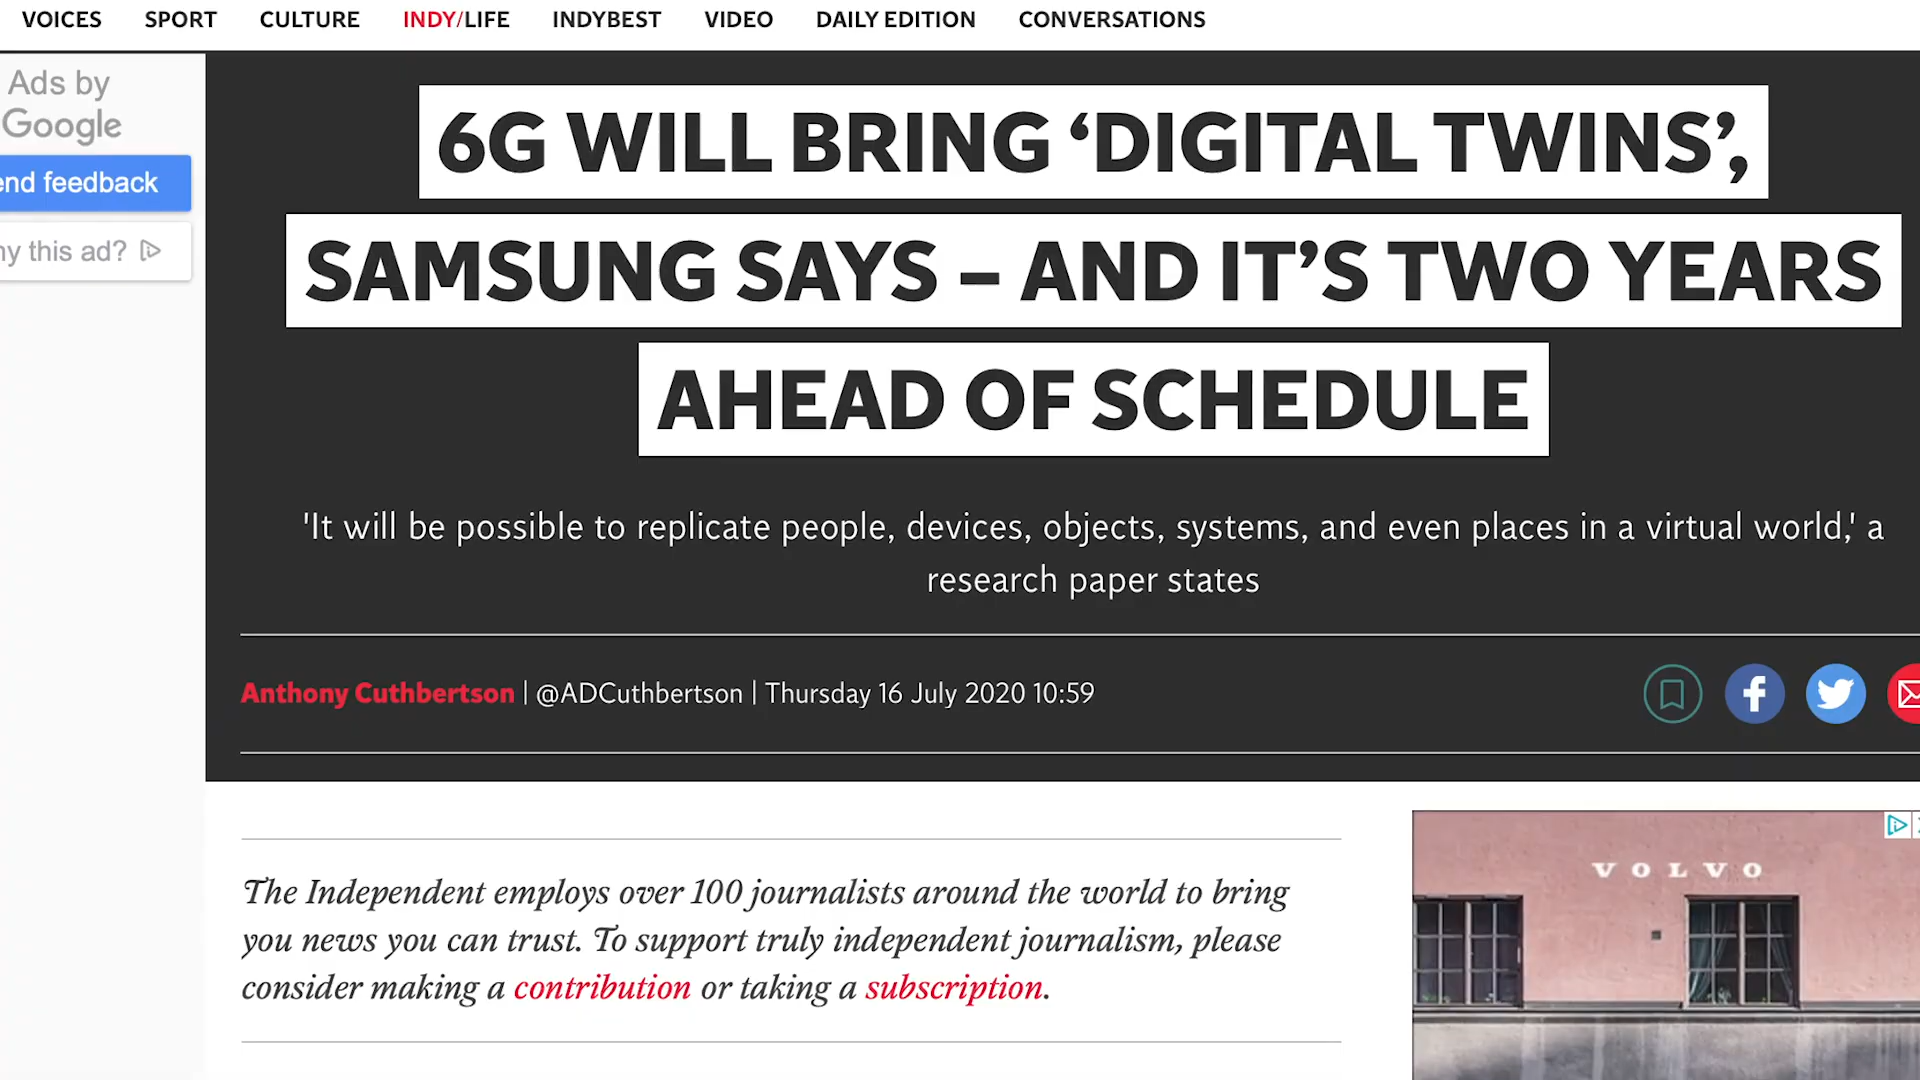 VOICES SPORT CULTURE INDY/LIFE INDYBEST VIDEO DAILY EDITION CONVERSATIONS
Ads by
Google
end feedback
hy this ad?
6G WILL BRING ‘DIGITAL TWINS’,
SAMSUNG SAYS – AND IT’S TWO YEARS
AHEAD OF SCHEDULE
'It will be possible to replicate people, devices, objects, systems, and even places in a virtual world,' a
research paper states
Anthony Cuthbertson | @ADCuthbertson | Thursday 16 July 2020 10:59
The Independent employs over 100 journalists around the world to bring
you news you can trust. To support truly independent journalism, please
consider making a contribution or taking a subscription.
VOLVO